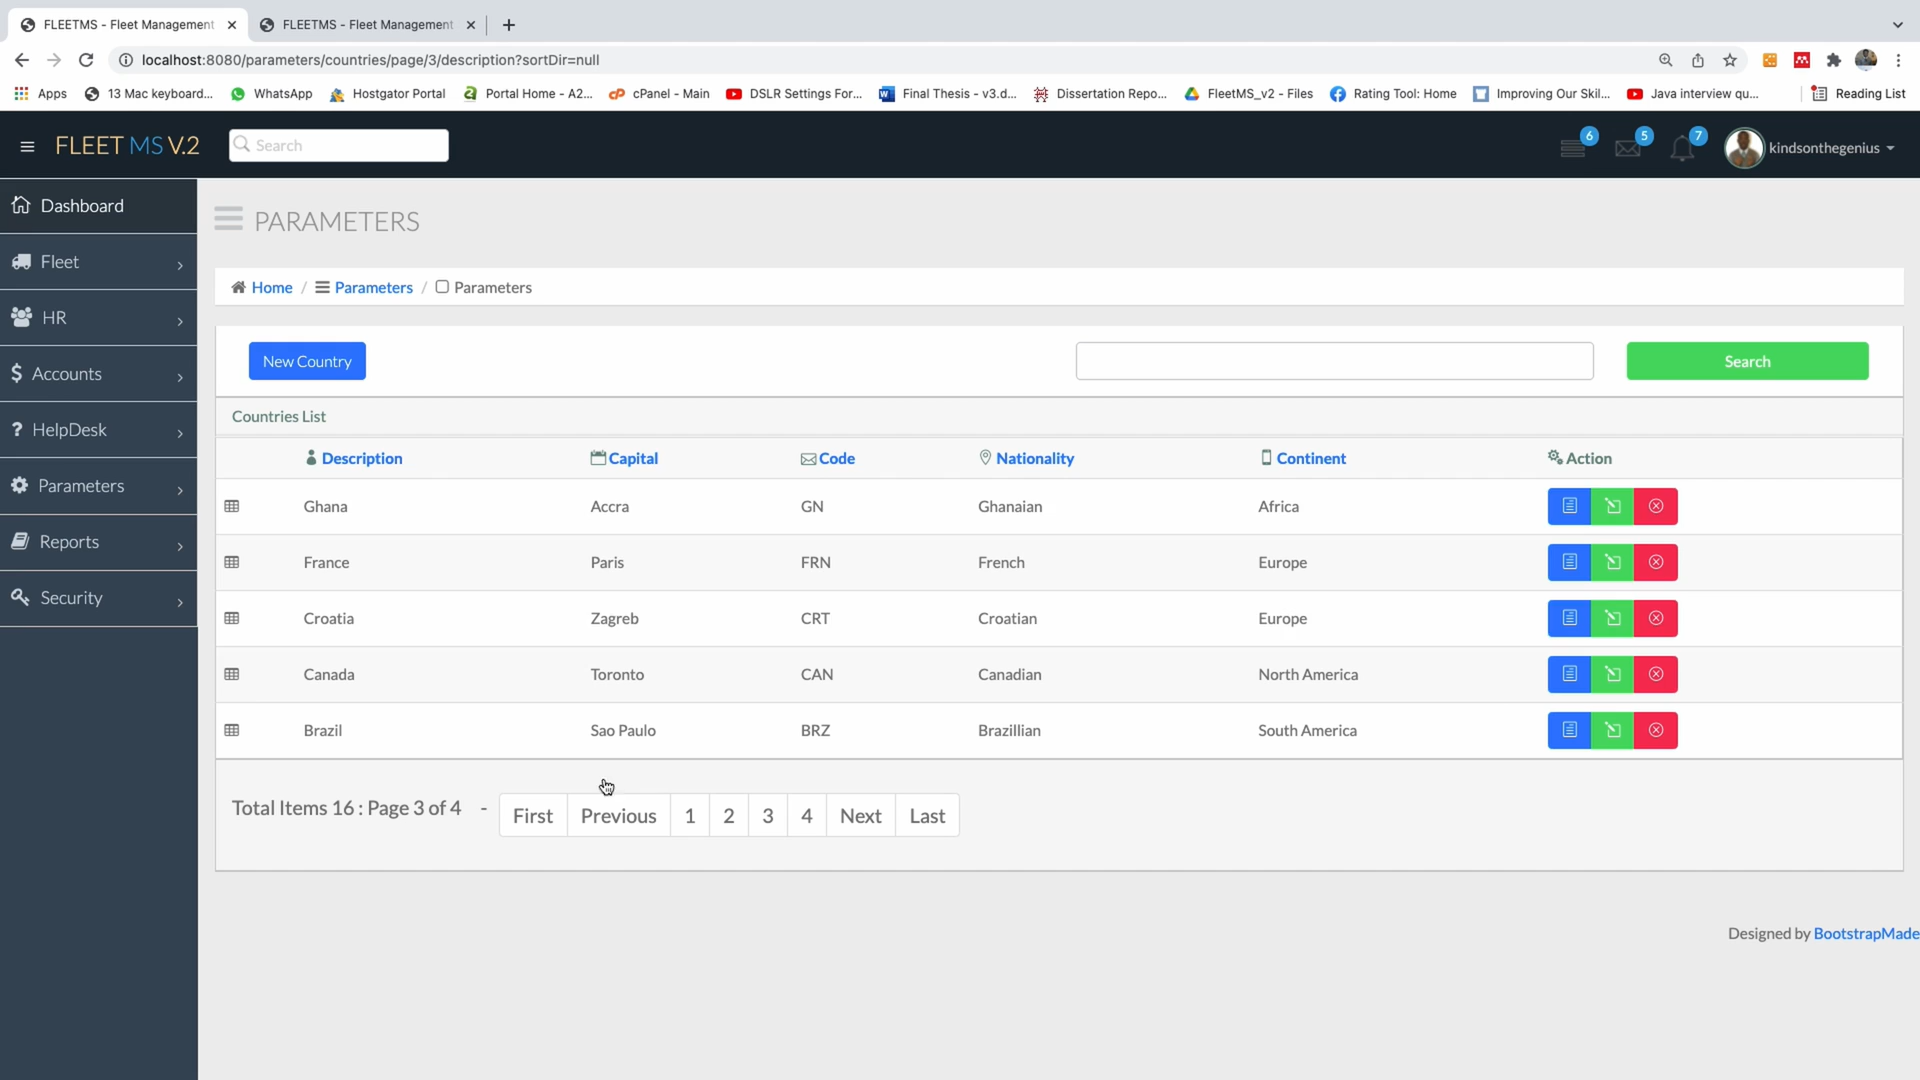 FLEETMS - Fleet Management
FLEETMS - Fleet Management
localhost:8080/parameters/countries/page/3/description?sortDir=null
Apps 13 Mac keyboard... WhatsApp Hostgator Portal Portal Home - A2... cPanel - Main DSLR Settings For... Final Thesis - v3.d... Dissertation Repo... FleetMS_v2 - Files Rating Tool: Home Improving Our Skil... Java interview qu... Reading List
FLEET MS V.2 Search 6 5 7 kindsonthegenius
Dashboard
Fleet
HR
Accounts
HelpDesk
Parameters
Reports
Security
PARAMETERS
Home / Parameters / Parameters
New Country Search
Countries List
Description Capital Code Nationality Continent Action
Ghana Accra GN Ghanaian Africa
France Paris FRN French Europe
Croatia Zagreb CRT Croatian Europe
Canada Toronto CAN Canadian North America
Brazil Sao Paulo BRZ Brazillian South America
Total Items 16 : Page 3 of 4 - First Previous 1 2 3 4 Next Last
Designed by BootstrapMade